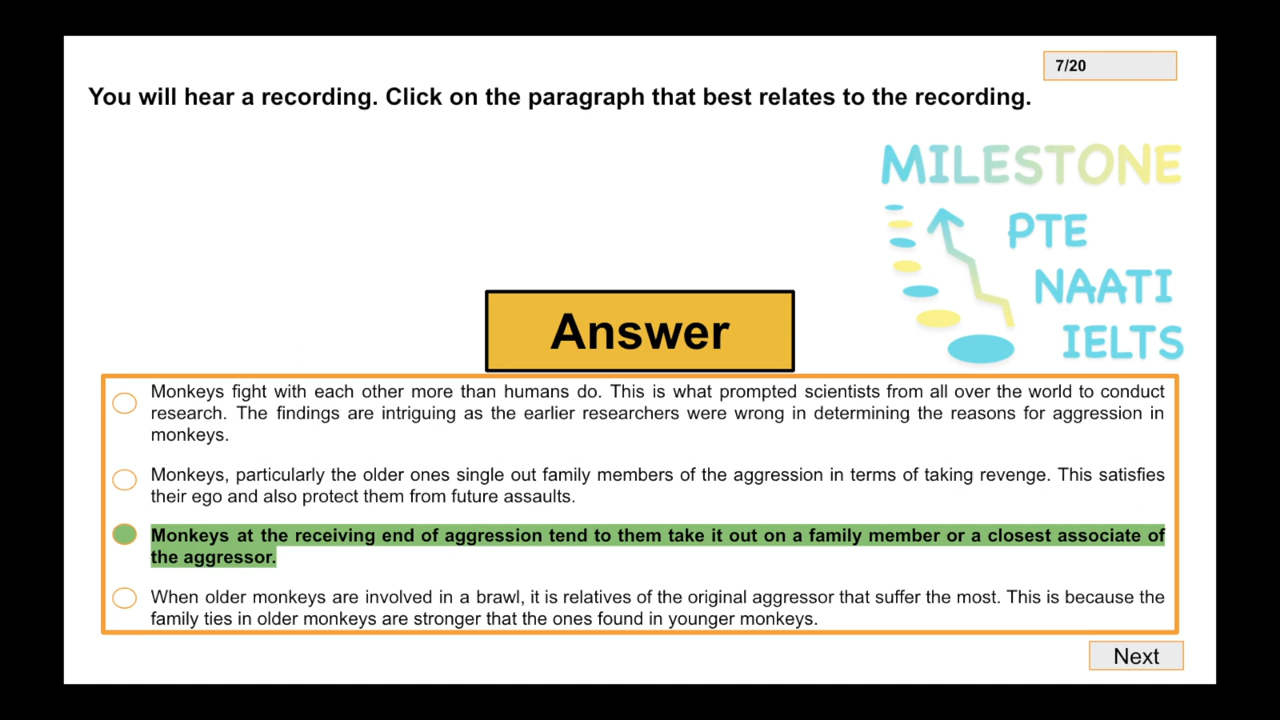 7/20
You will hear a recording. Click on the paragraph that best relates to the recording.
MILESTONE
PTE
NAATI
IELTS
Answer
Monkeys fight with each other more than humans do. This is what prompted scientists from all over the world to conduct
research. The findings are intriguing as the earlier researchers were wrong in determining the reasons for aggression in
monkeys.
Monkeys, particularly the older ones single out family members of the aggression in terms of taking revenge. This satisfies
their ego and also protect them from future assaults.
Monkeys at the receiving end of aggression tend to them take it out on a family member or a closest associate of
the aggressor.
When older monkeys are involved in a brawl, it is relatives of the original aggressor that suffer the most. This is because the
family ties in older monkeys are stronger that the ones found in younger monkeys.
Next